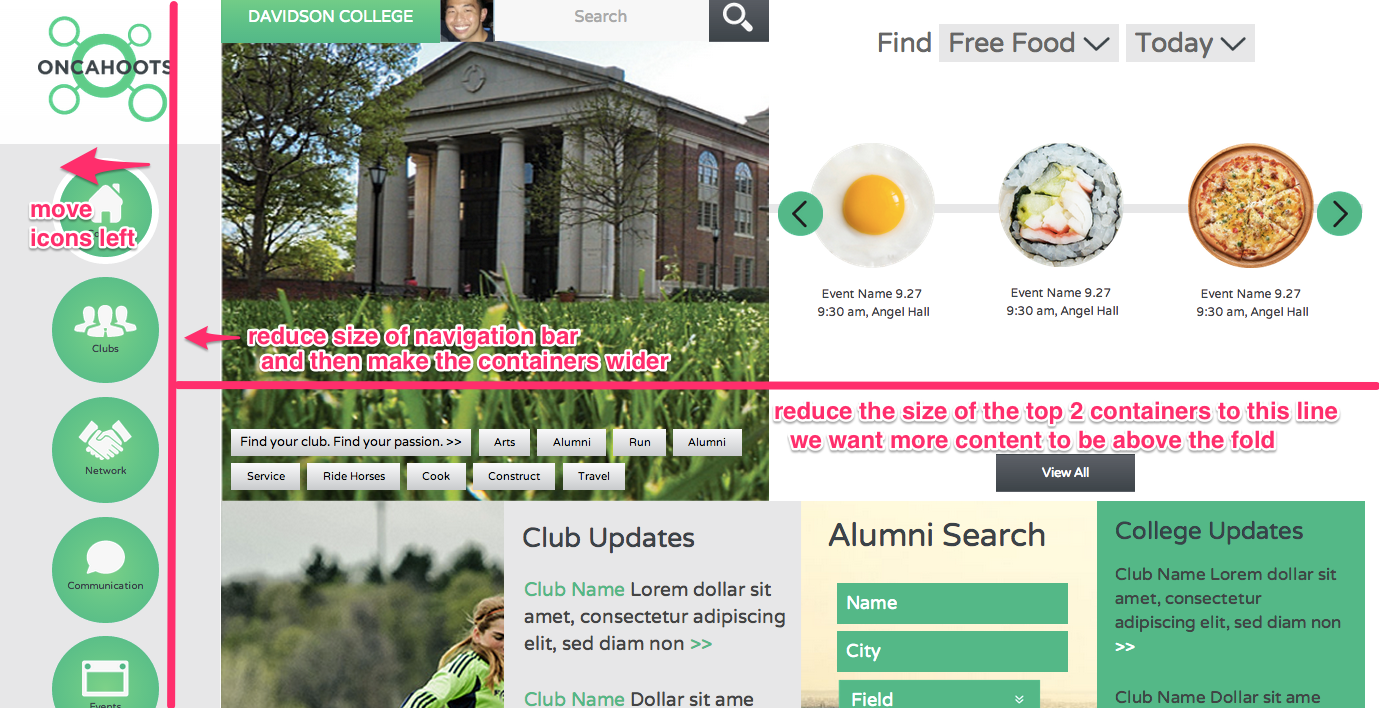 ONCAHOOTS
DAVIDSON COLLEGE
Search
Find Free Food Today
move
icons left
Clubs
Network
Communication
Events
reduce size of navigation bar
and then make the containers wider
Event Name 9.27
9:30 am, Angel Hall
Event Name 9.27
9:30 am, Angel Hall
Event Name 9.27
9:30 am, Angel Hall
reduce the size of the top 2 containers to this line
we want more content to be above the fold
View All
Find your club. Find your passion. >> Arts Alumni Run Alumni
Service Ride Horses Cook Construct Travel
Club Updates
Club Name Lorem dollar sit
amet, consectetur adipiscing
elit, sed diam non >>
Club Name Dollar sit ame
Alumni Search
Name
City
Field
College Updates
Club Name Lorem dollar sit
amet, consectetur
adipiscing elit, sed diam non
>>
Club Name Dollar sit ame